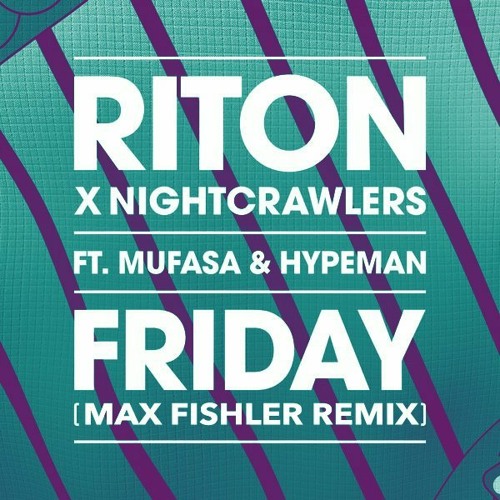 RITON
X NIGHTCRAWLERS
FT. MUFASA & HYPEMAN
FRIDAY
(MAX FISHLER REMIX)